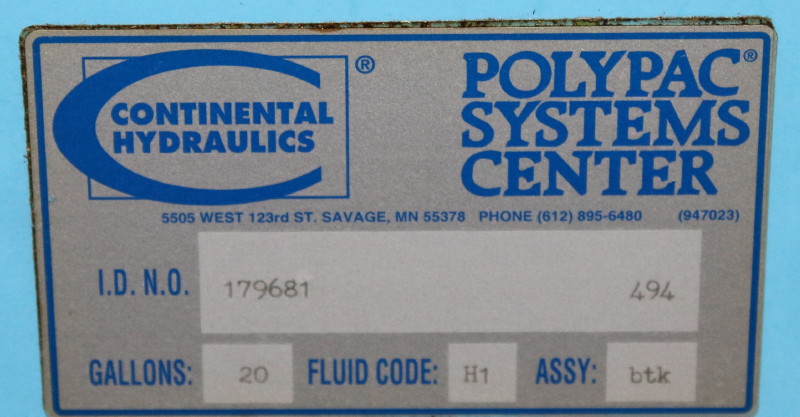 CONTINENTAL®
HYDRAULICS
POLYPAC®
SYSTEMS
CENTER
5505 WEST 123rd ST. SAVAGE, MN 55378 PHONE (612) 895-6480 (947023)
I.D. N.O. 179681 494
GALLONS: 20 FLUID CODE: H1 ASSY: btk